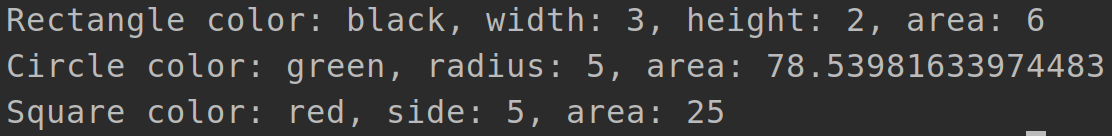 Rectangle color: black, width: 3, height: 2, area: 6
Circle color: green, radius: 5, area: 78.53981633974483
Square color: red, side: 5, area: 25